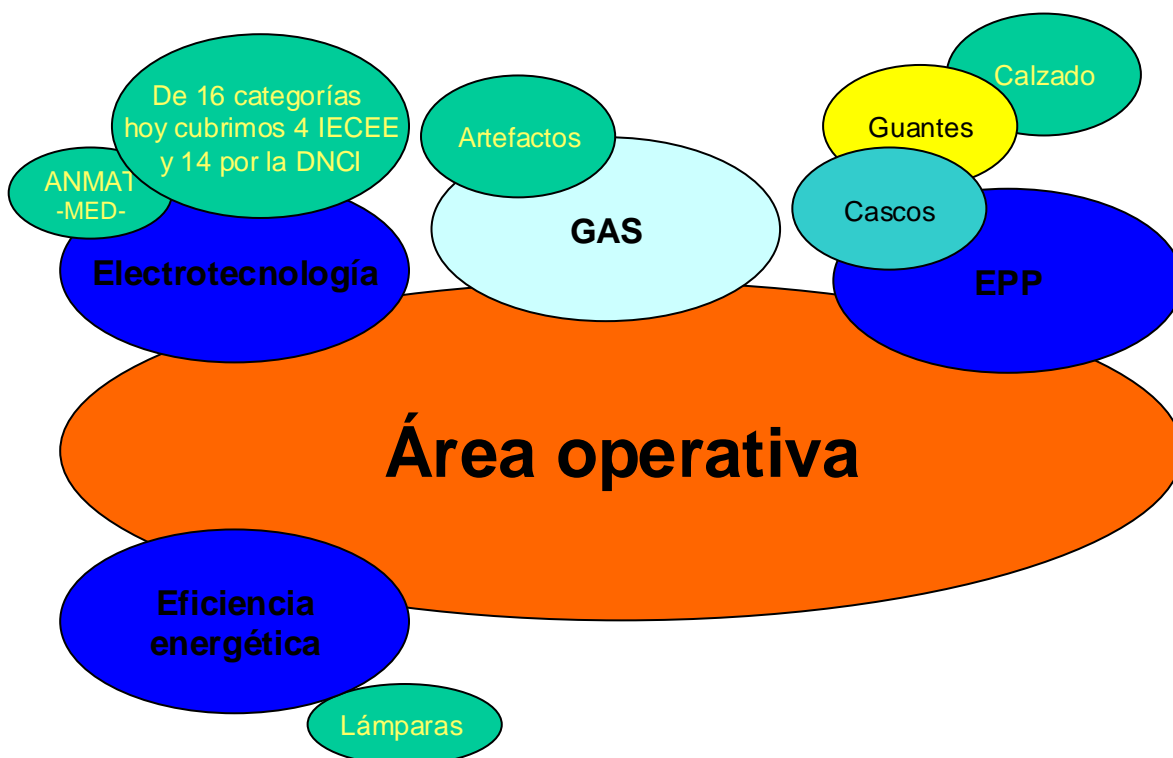 De 16 categorías
hoy cubrimos 4 IECEE
y 14 por la DNCI
ANMAT
-MED-
Electrotecnología
Artefactos
GAS
Calzado
Guantes
Cascos
EPP
Área operativa
Eficiencia
energética
Lámparas